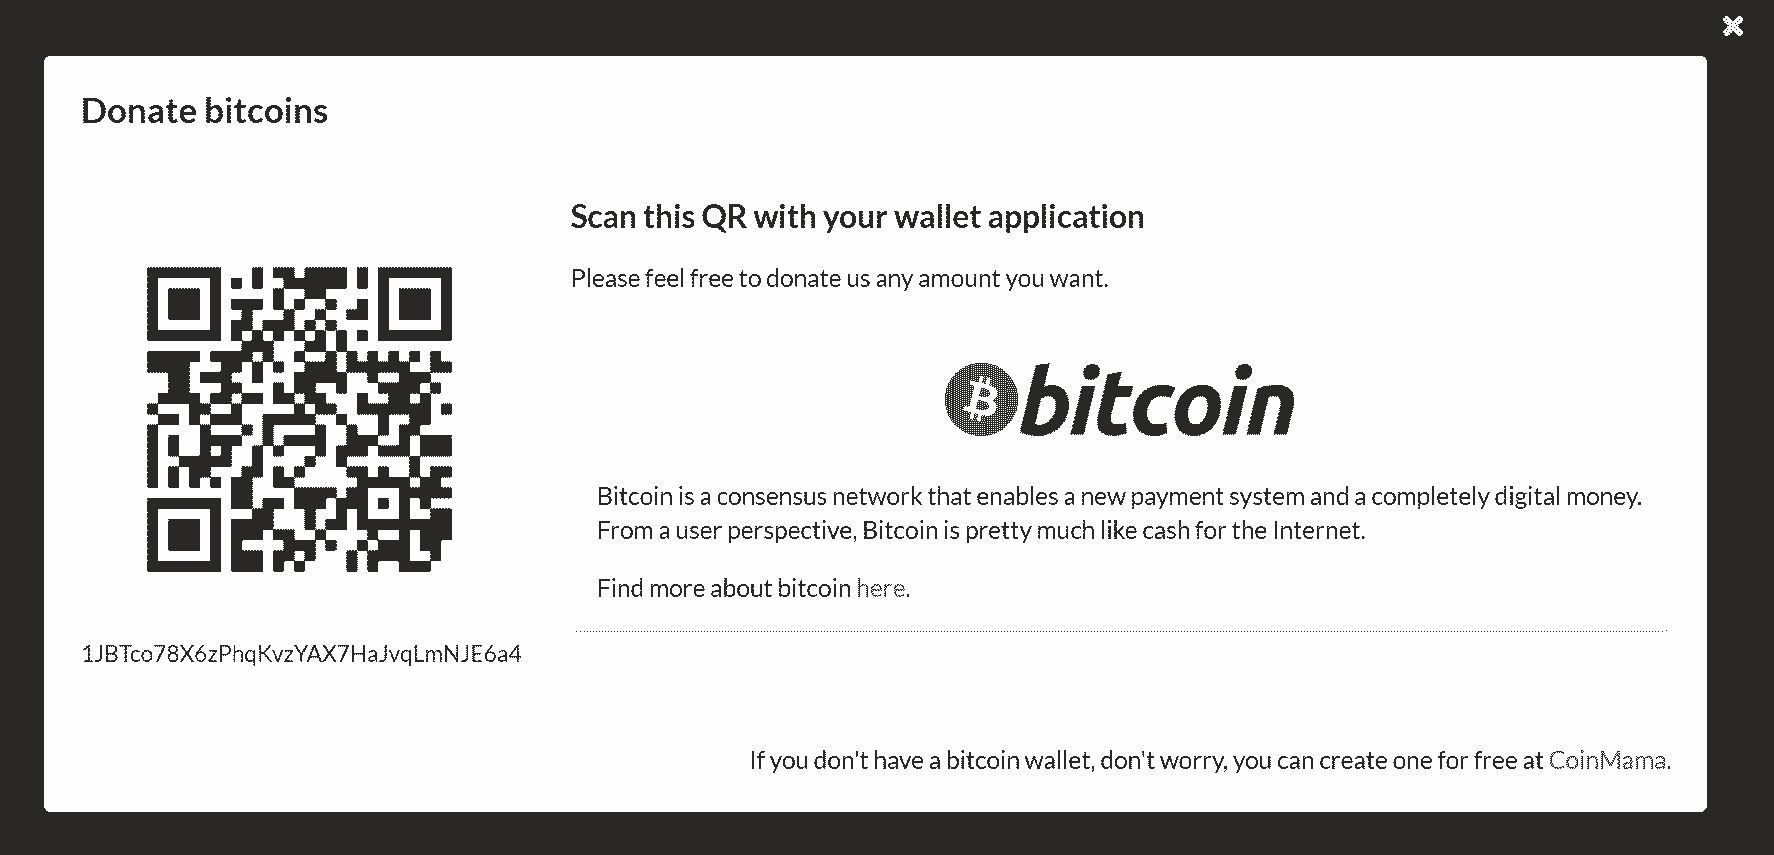 Donate bitcoins
Scan this QR with your wallet application
Please feel free to donate us any amount you want.
bitcoin
Bitcoin is a consensus network that enables a new payment system and a completely digital money.
From a user perspective, Bitcoin is pretty much like cash for the Internet.
Find more about bitcoin here.
1JBTco78X6zPhqKvzYAX7HaJvqLmNJE6a4
If you don't have a bitcoin wallet, don't worry, you can create one for free at CoinMama.